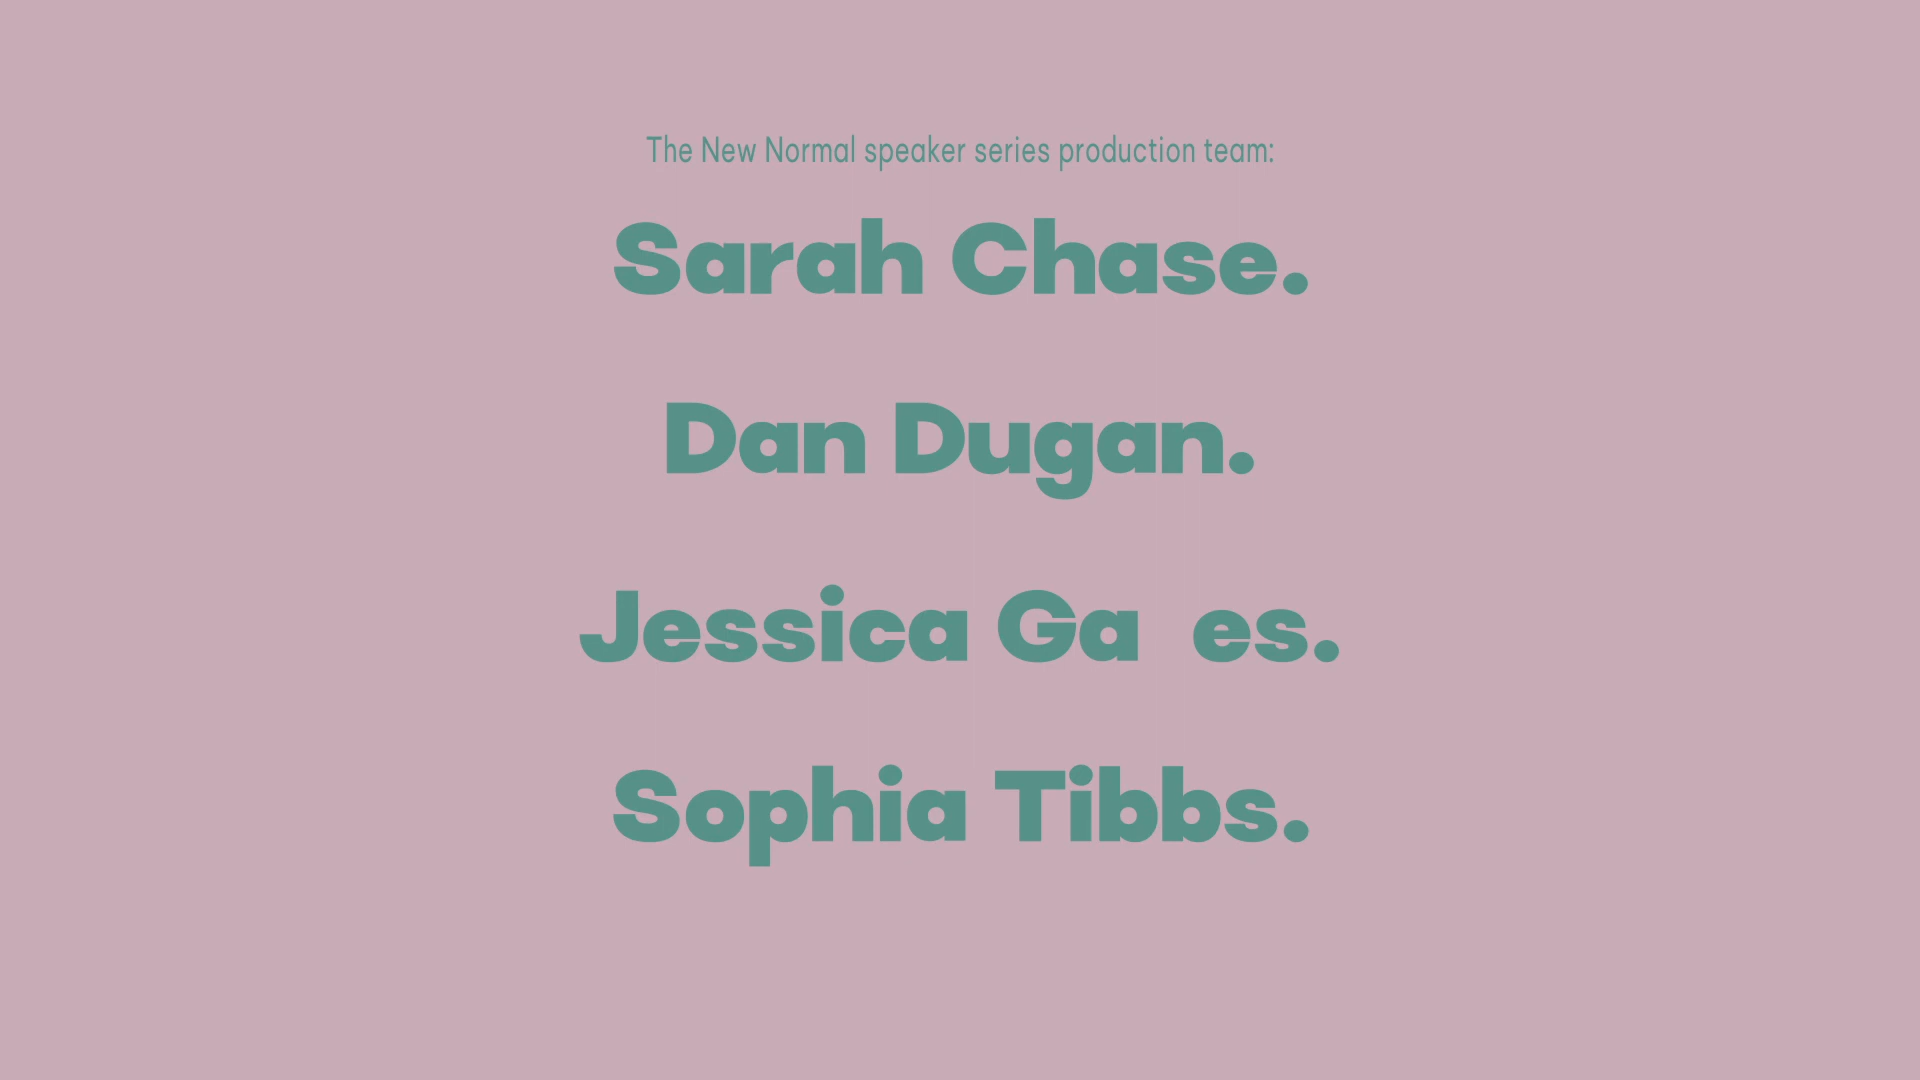 The New Normal speaker series production team:
Sarah Chase.
Dan Dugan.
Jessica Ga  es.
Sophia Tibbs.